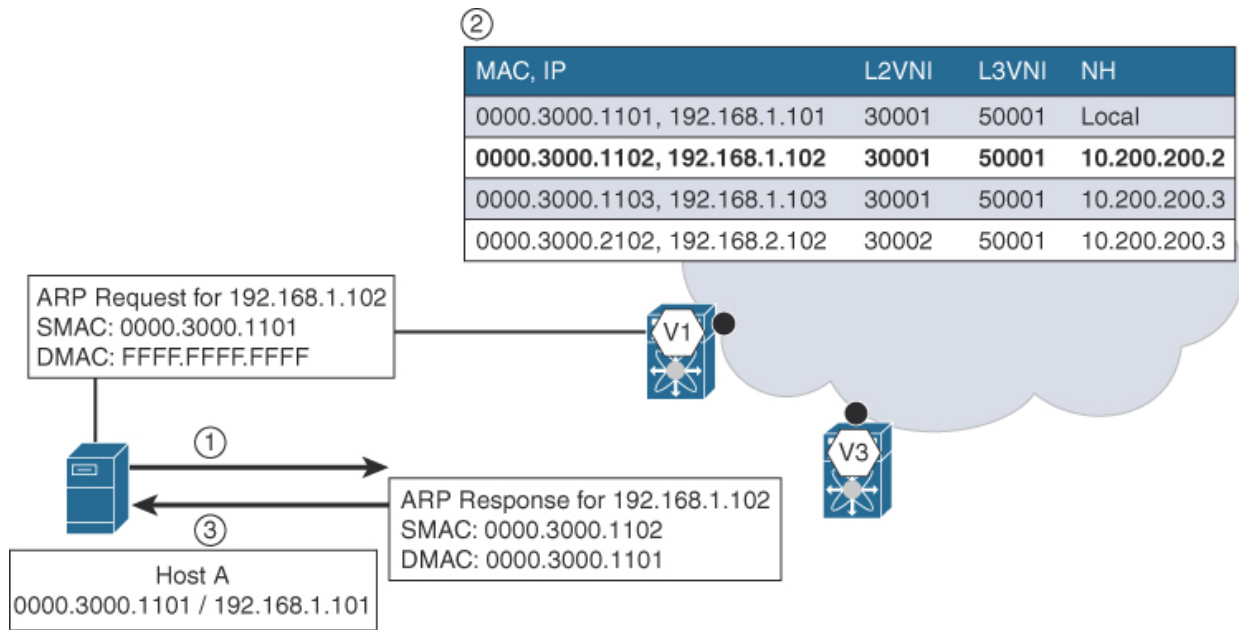 ②
MAC, IP L2VNI L3VNI NH
0000.3000.1101, 192.168.1.101 30001 50001 Local
0000.3000.1102, 192.168.1.102 30001 50001 10.200.200.2
0000.3000.1103, 192.168.1.103 30001 50001 10.200.200.3
0000.3000.2102, 192.168.2.102 30002 50001 10.200.200.3
ARP Request for 192.168.1.102
SMAC: 0000.3000.1101
DMAC: FFFF.FFFF.FFFF
V1
V3
①
ARP Response for 192.168.1.102
SMAC: 0000.3000.1102
DMAC: 0000.3000.1101
③
Host A
0000.3000.1101 / 192.168.1.101